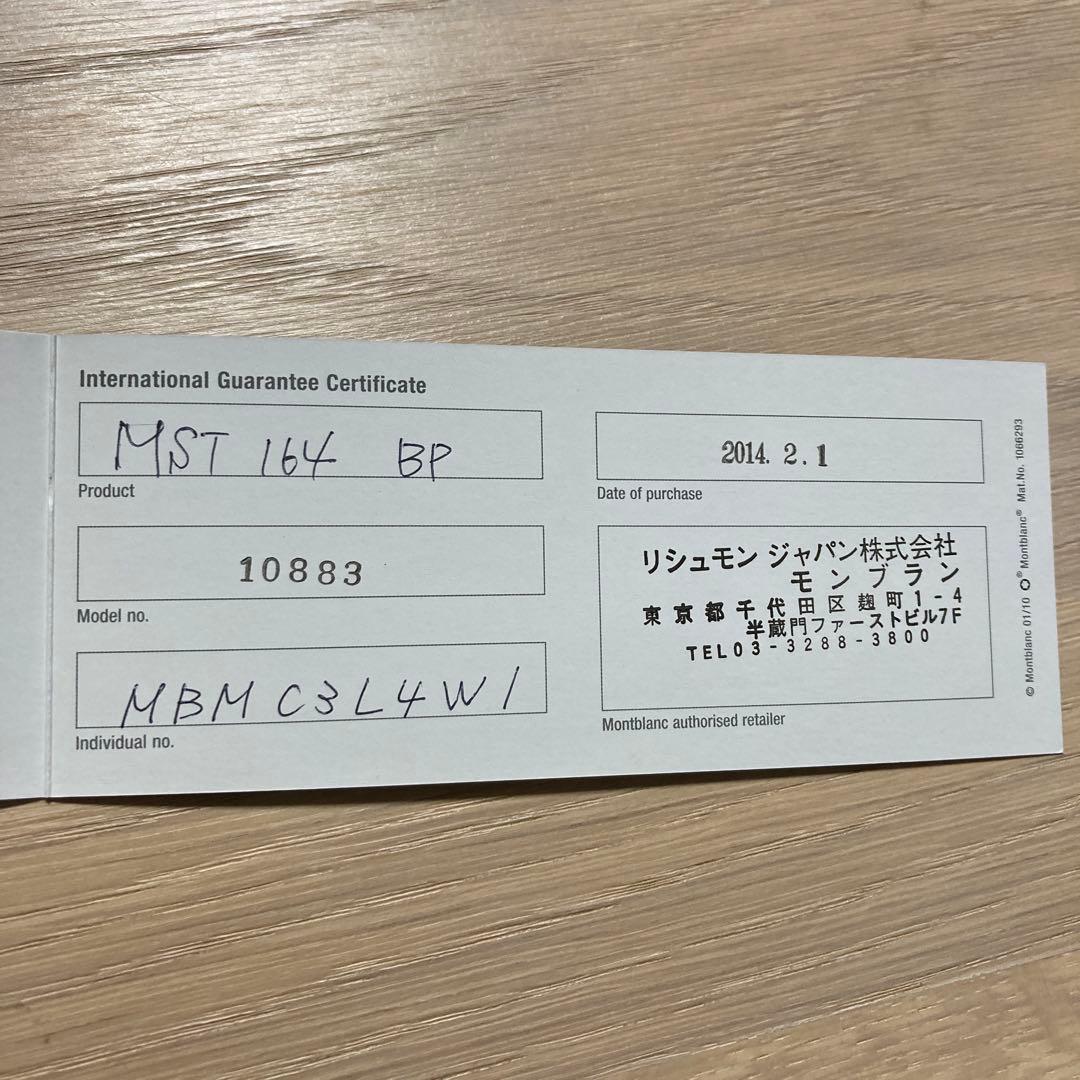 International Guarantee Certificate
MST 164 BP
Product
10883
Model no.
MBM C3L4W1
Individual no.
2014. 2. 1
Date of purchase
リシュモン ジャパン株式会社
モンブラン
東京都千代田区麹町1-4
半蔵門ファーストビル7F
TEL03-3288-3800
Montblanc authorised retailer
© Montblanc 01/10 ® Montblanc® Mat.No. 1066293